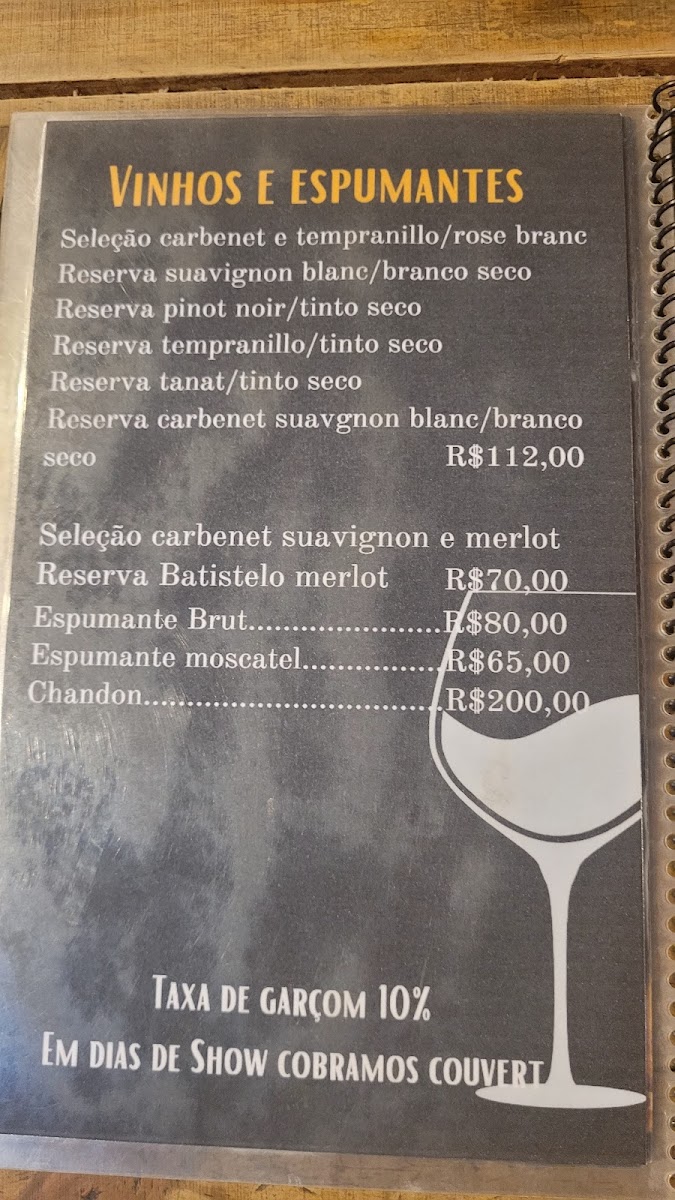 VINHOS E ESPUMANTES
Seleção carbenet e tempranillo/rose branc
Reserva suavignon blanc/branco seco
Reserva pinot noir/tinto seco
Reserva tempranillo/tinto seco
Reserva tanat/tinto seco
Reserva carbenet suavgnon blanc/branco
seco R$112,00
Seleção carbenet suavignon e merlot
Reserva Batistelo merlot R$70,00
Espumante Brut......................R$80,00
Espumante moscatel................R$65,00
Chandon..................................R$200,00
TAXA DE GARÇOM 10%
EM DIAS DE SHOW COBRAMOS COUVERT